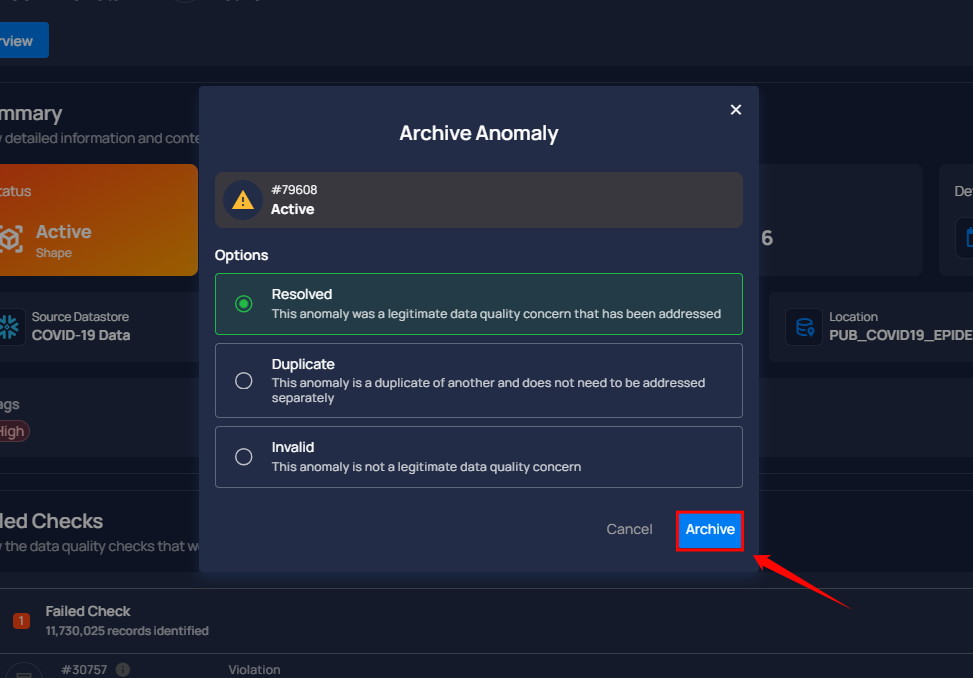 rview
mmary
detailed information and conte
Archive Anomaly
#79608
Active
tatus
Active
Shape
6
De
Options
Resolved
This anomaly was a legitimate data quality concern that has been addressed
Duplicate
This anomaly is a duplicate of another and does not need to be addressed
separately
Invalid
This anomaly is not a legitimate data quality concern
Source Datastore
COVID-19 Data
Location
PUB_COVID19_EPIDE
ags
High
Cancel
Archive
led Checks
the data quality checks that w
Failed Check
1
11,730,025 records identified
#30757
Violation